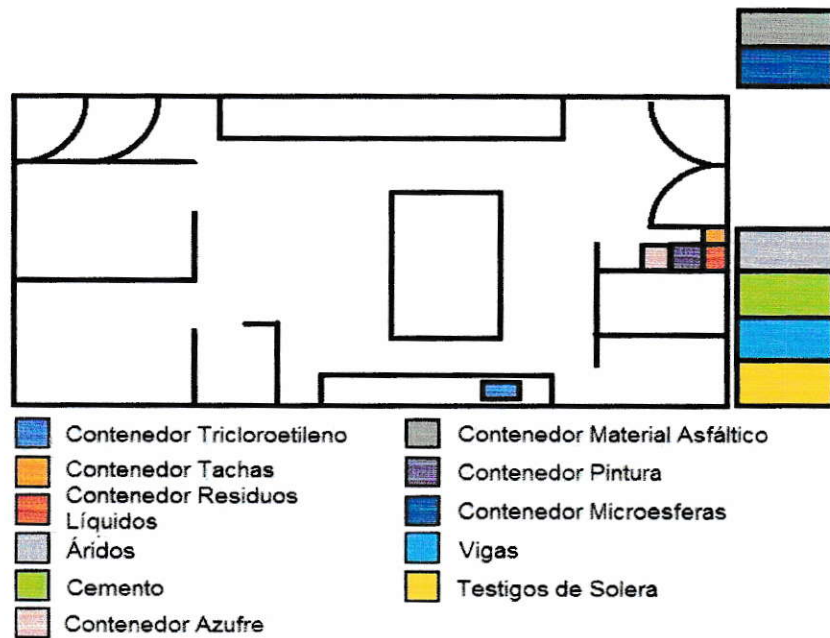 Contenedor Tricloroetileno
Contenedor Tachas
Contenedor Residuos
Líquidos
Áridos
Cemento
Contenedor Azufre
Contenedor Material Asfáltico
Contenedor Pintura
Contenedor Microesferas
Vigas
Testigos de Solera